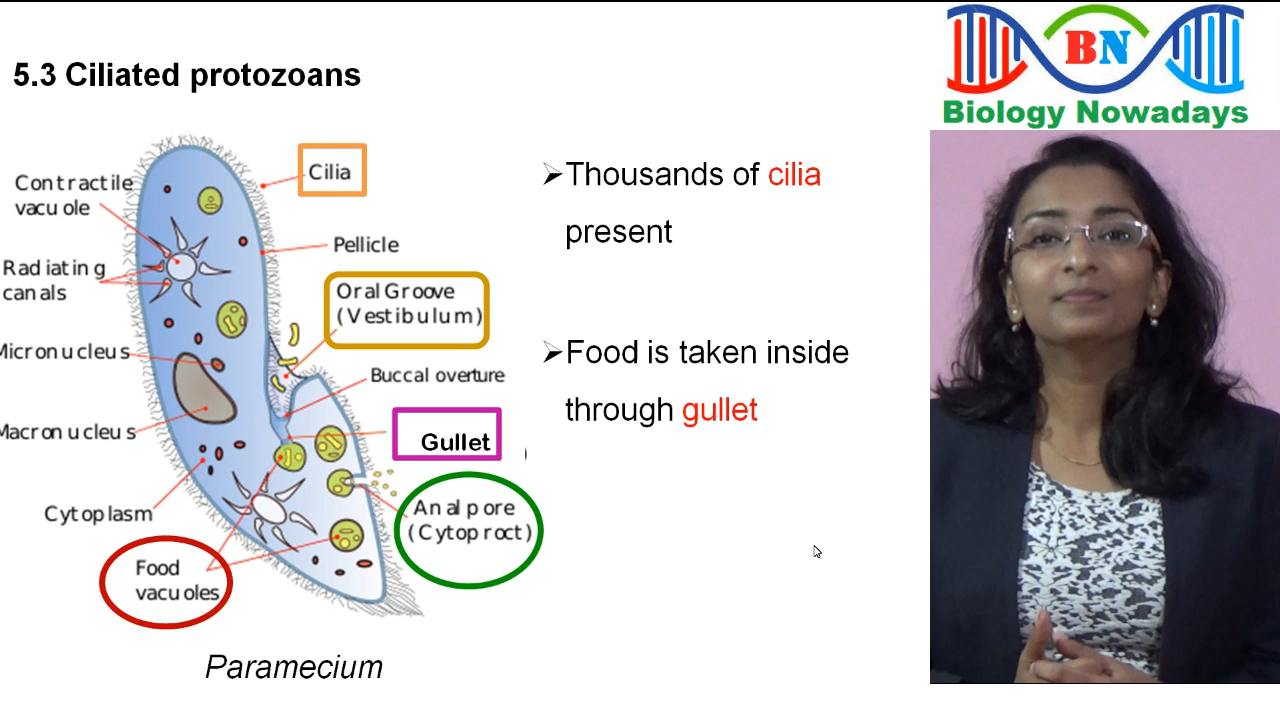 5.3 Ciliated protozoans
BN
Biology Nowadays
Contractile
vacuole
Radiating
canals
Micronucleus
Macronucleus
Cytoplasm
Food
vacuoles
Cilia
Pellicle
Oral Groove
(Vestibulum)
Buccal overture
Gullet
Anal pore
(Cytoproct)
Paramecium
➢Thousands of cilia
present
➢Food is taken inside
through gullet